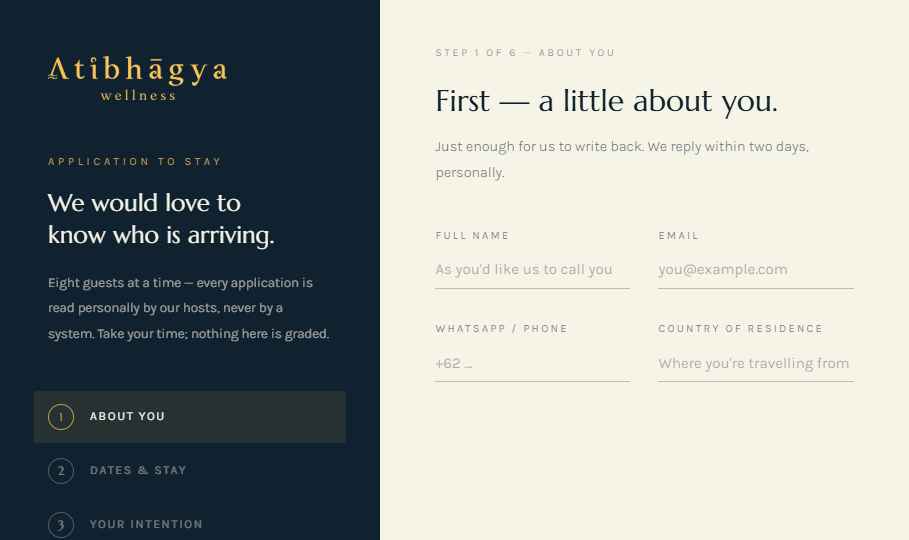 Atibhāgya
wellness
APPLICATION TO STAY
We would love to
know who is arriving.
Eight guests at a time — every application is
read personally by our hosts, never by a
system. Take your time; nothing here is graded.
1 ABOUT YOU
2 DATES & STAY
3 YOUR INTENTION
STEP 1 OF 6 — ABOUT YOU
First — a little about you.
Just enough for us to write back. We reply within two days,
personally.
FULL NAME
As you'd like us to call you
EMAIL
you@example.com
WHATSAPP / PHONE
+62 ...
COUNTRY OF RESIDENCE
Where you're travelling from